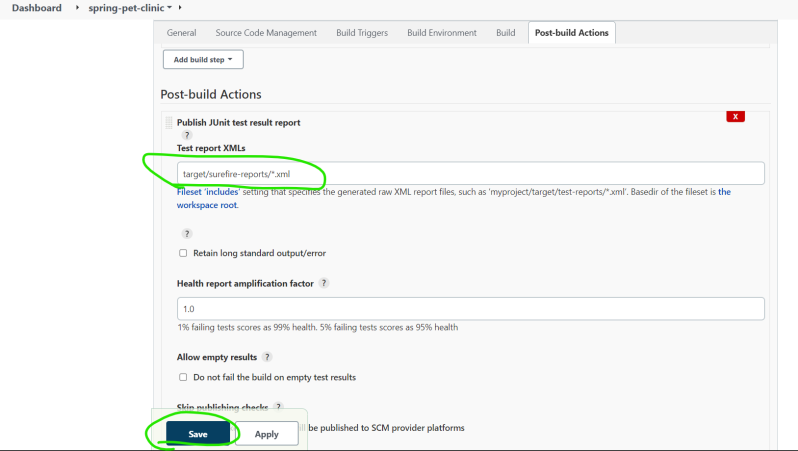 Dashboard
spring-pet-clinic
General Source Code Management Build Triggers Build Environment Build Post-build Actions
Add build step
Post-build Actions
Publish JUnit test result report
X
?
Test report XMLs
target/surefire-reports/*.xml
Fileset 'includes' setting that specifies the generated raw XML report files, such as 'myproject/target/test-reports/*.xml'. Basedir of the fileset is the
workspace root.
?
Retain long standard output/error
Health report amplification factor ?
1.0
1% failing tests scores as 99% health. 5% failing tests scores as 95% health
Allow empty results ?
Do not fail the build on empty test results
Skip publishing checks ?
Save Apply
be published to SCM provider platforms